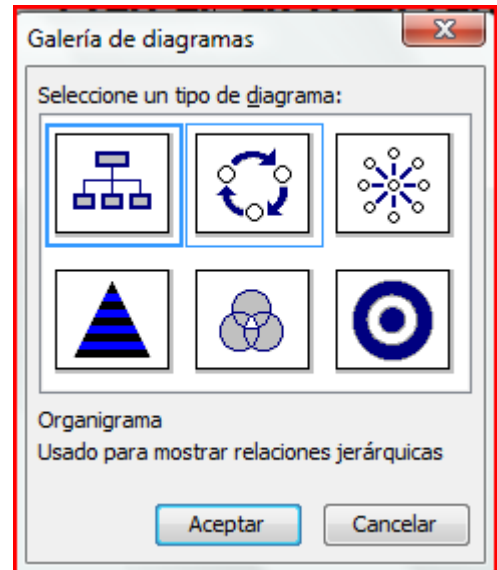 Galería de diagramas
Seleccione un tipo de diagrama:
Organigrama
Usado para mostrar relaciones jerárquicas
Aceptar
Cancelar